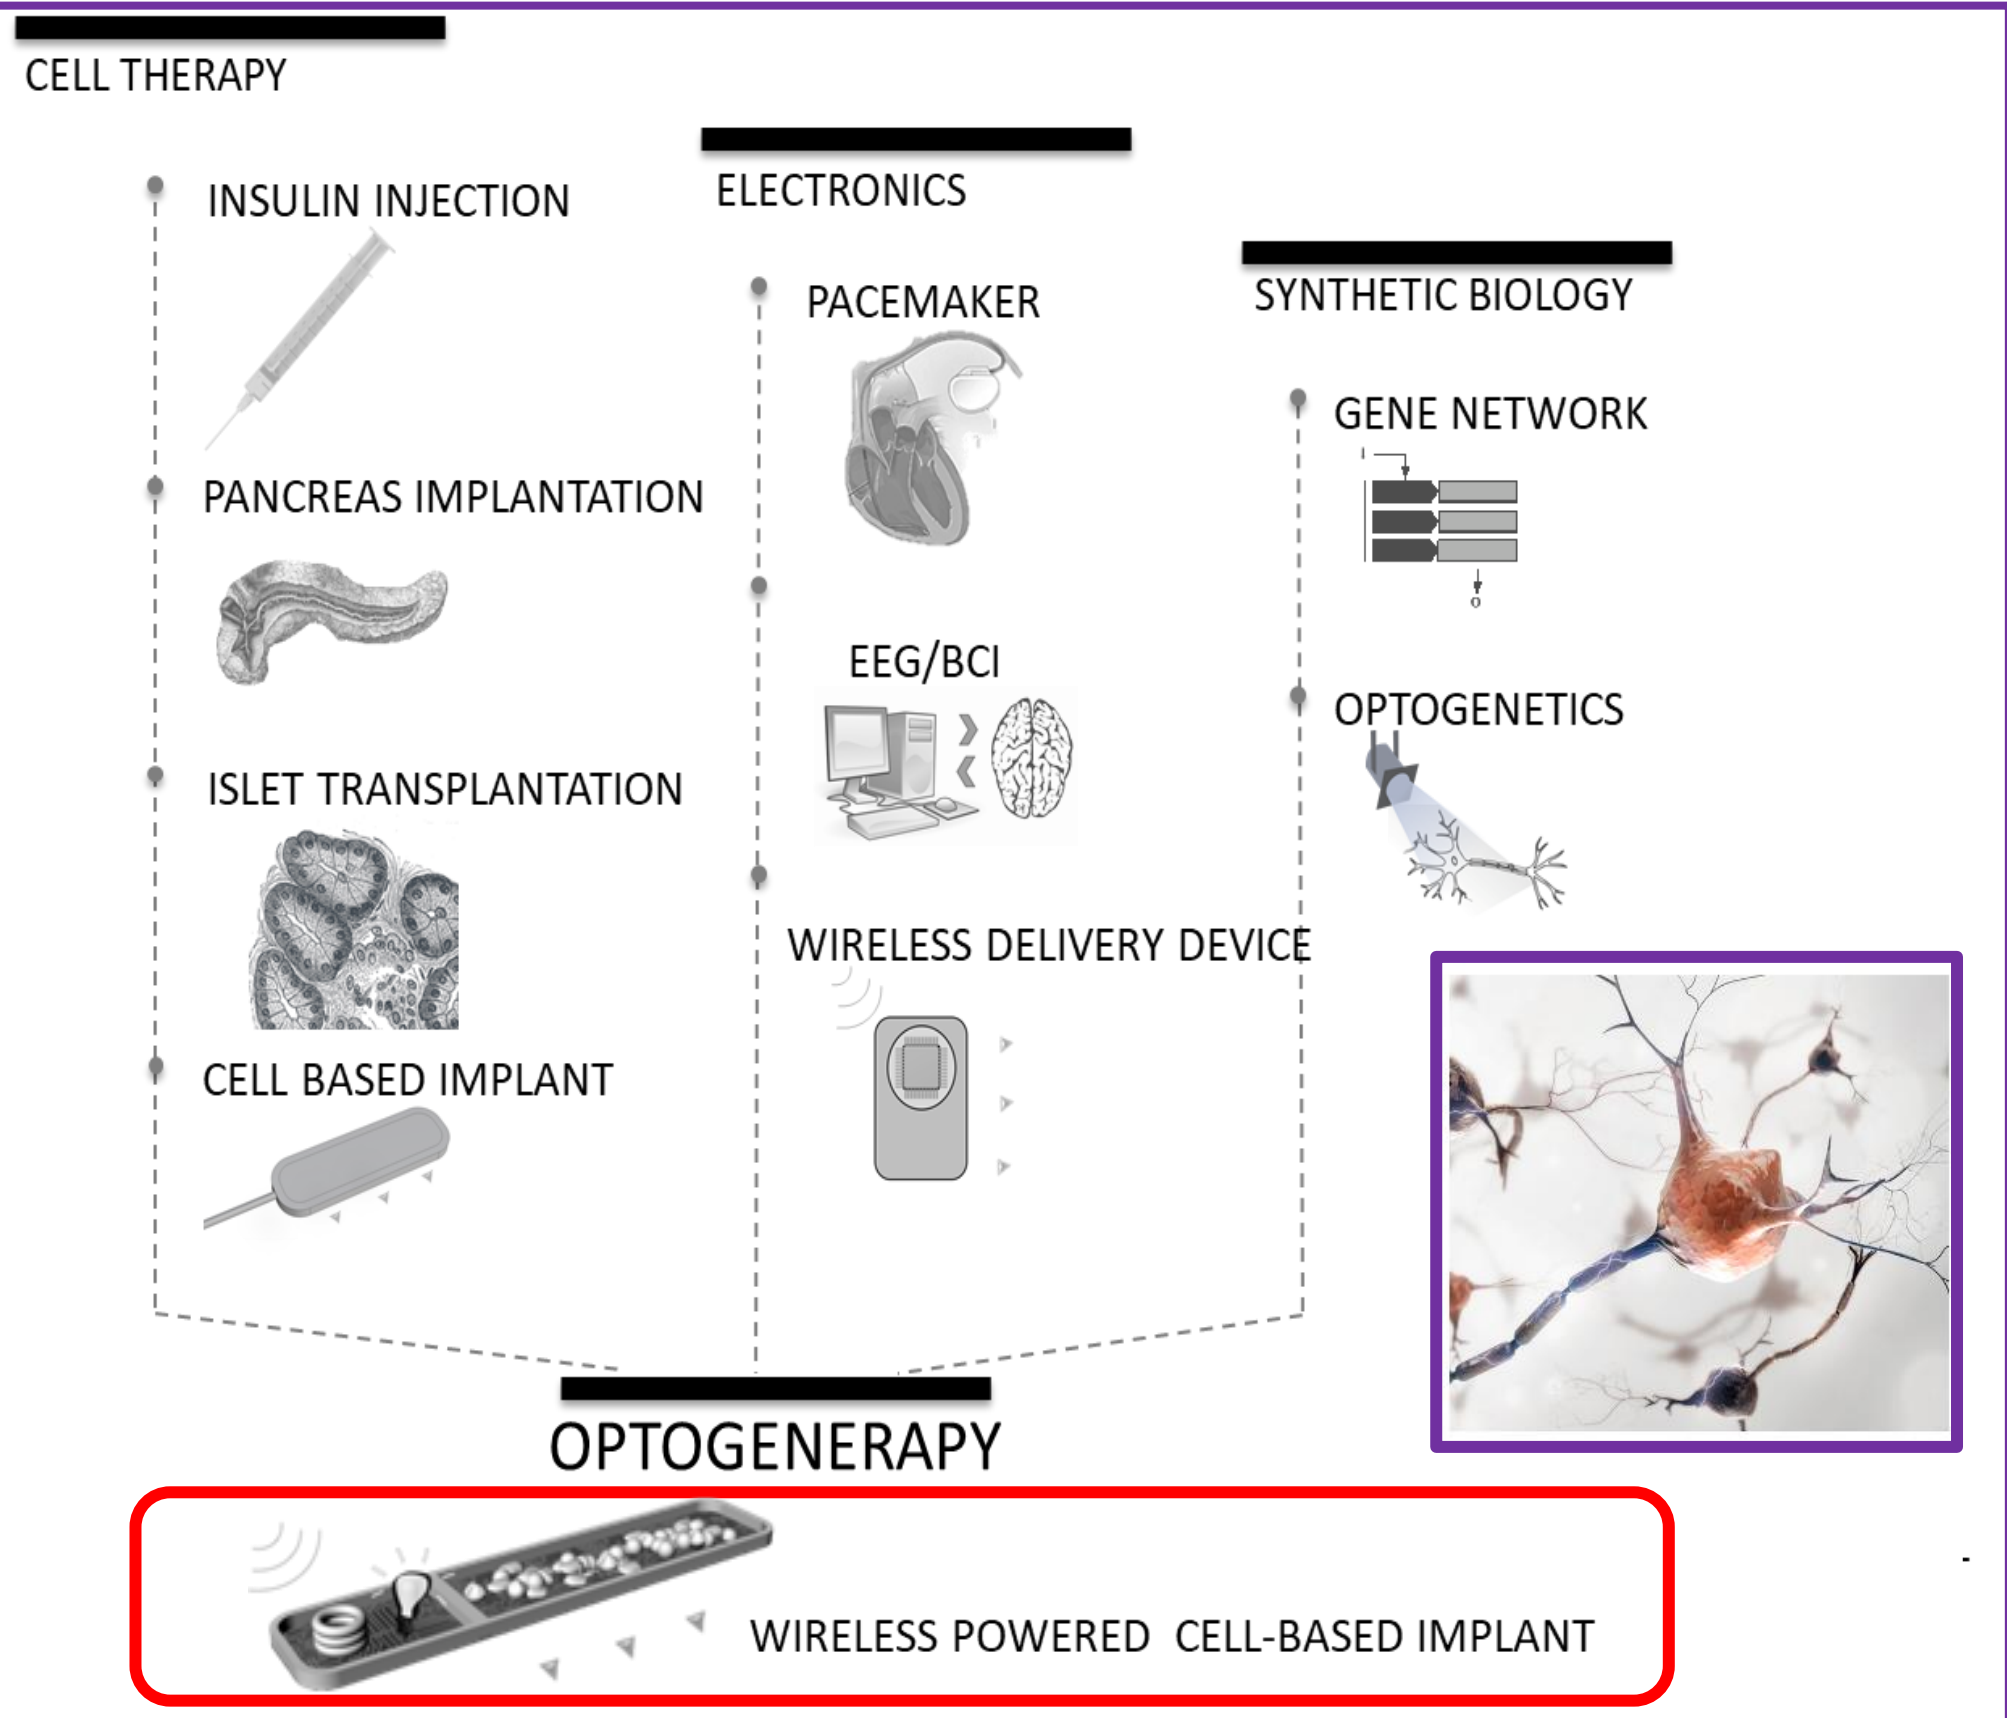 CELL THERAPY
INSULIN INJECTION
PANCREAS IMPLANTATION
ISLET TRANSPLANTATION
CELL BASED IMPLANT
ELECTRONICS
PACEMAKER
EEG/BCI
WIRELESS DELIVERY DEVICE
SYNTHETIC BIOLOGY
GENE NETWORK
I
O
OPTOGENETICS
OPTOGENERAPY
WIRELESS POWERED CELL-BASED IMPLANT
-